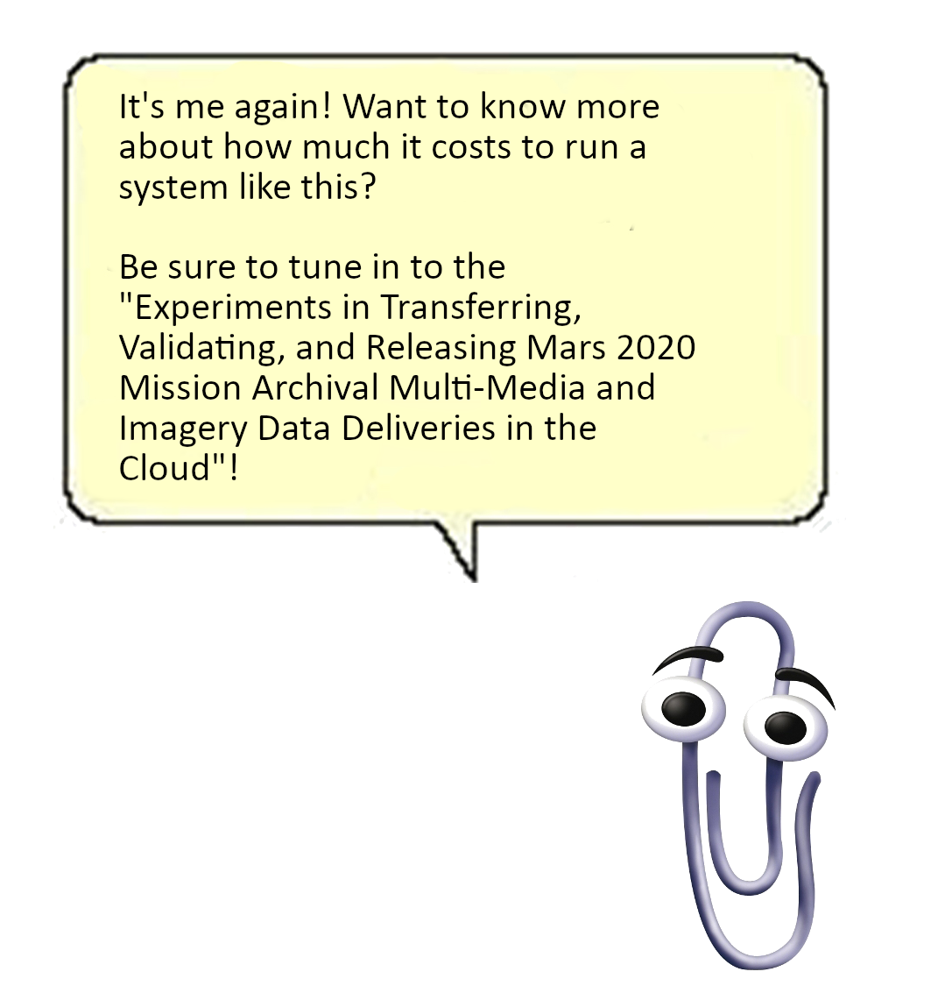 It's me again! Want to know more
about how much it costs to run a
system like this?
Be sure to tune in to the
"Experiments in Transferring,
Validating, and Releasing Mars 2020
Mission Archival Multi-Media and
Imagery Data Deliveries in the
Cloud"!